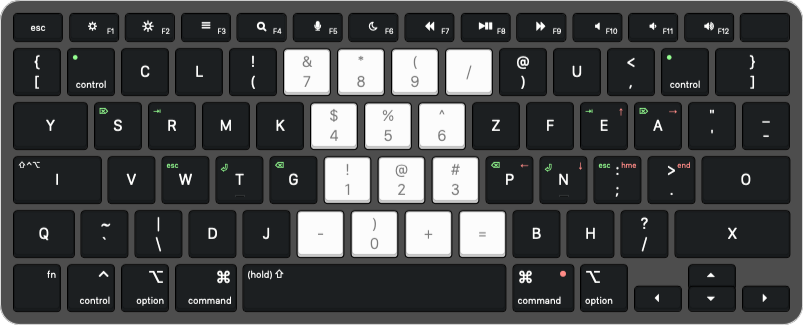 esc F1 F2 F3 F4 F5 F6 F7 F8 F9 F10 F11 F12
{ ! & * ( @ < }
[ control C L ( 7 8 9 / ) U , control ]
$ % ^ " _
Y S R M K 4 5 6 Z F E A ' -
esc ! @ # esc : hme > end
I V W T G 1 2 3 P N ; . O
~ | ) ?
Q ` \ D J - 0 + = B H / X
fn ^ ⌥ ⌘ (hold) ⇧ ⌘ ⌥
control option command command option